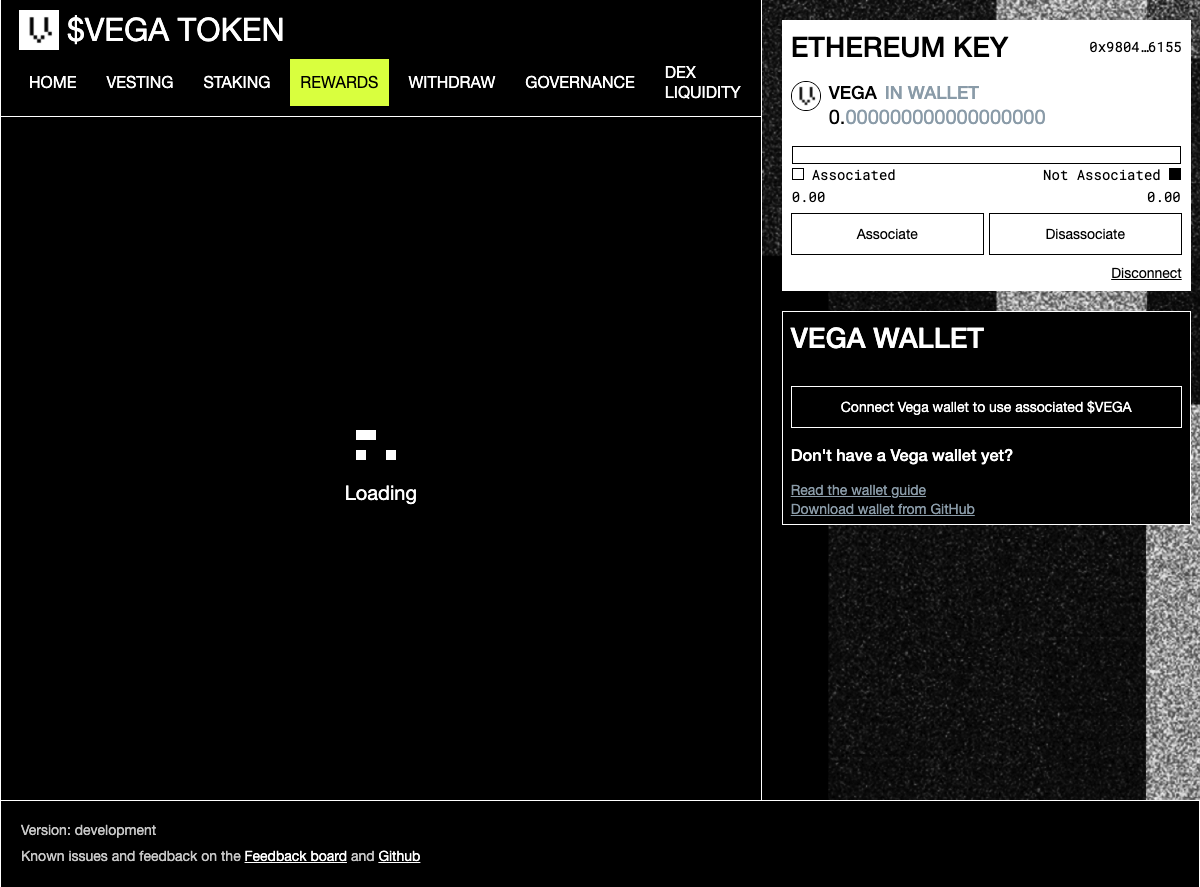 $VEGA TOKEN
HOME VESTING STAKING REWARDS WITHDRAW GOVERNANCE DEX LIQUIDITY
Loading
ETHEREUM KEY 0x9804…6155
VEGA IN WALLET
0.000000000000000000
Associated Not Associated
0.00 0.00
Associate Disassociate
Disconnect
VEGA WALLET
Connect Vega wallet to use associated $VEGA
Don't have a Vega wallet yet?
Read the wallet guide
Download wallet from GitHub
Version: development
Known issues and feedback on the Feedback board and Github